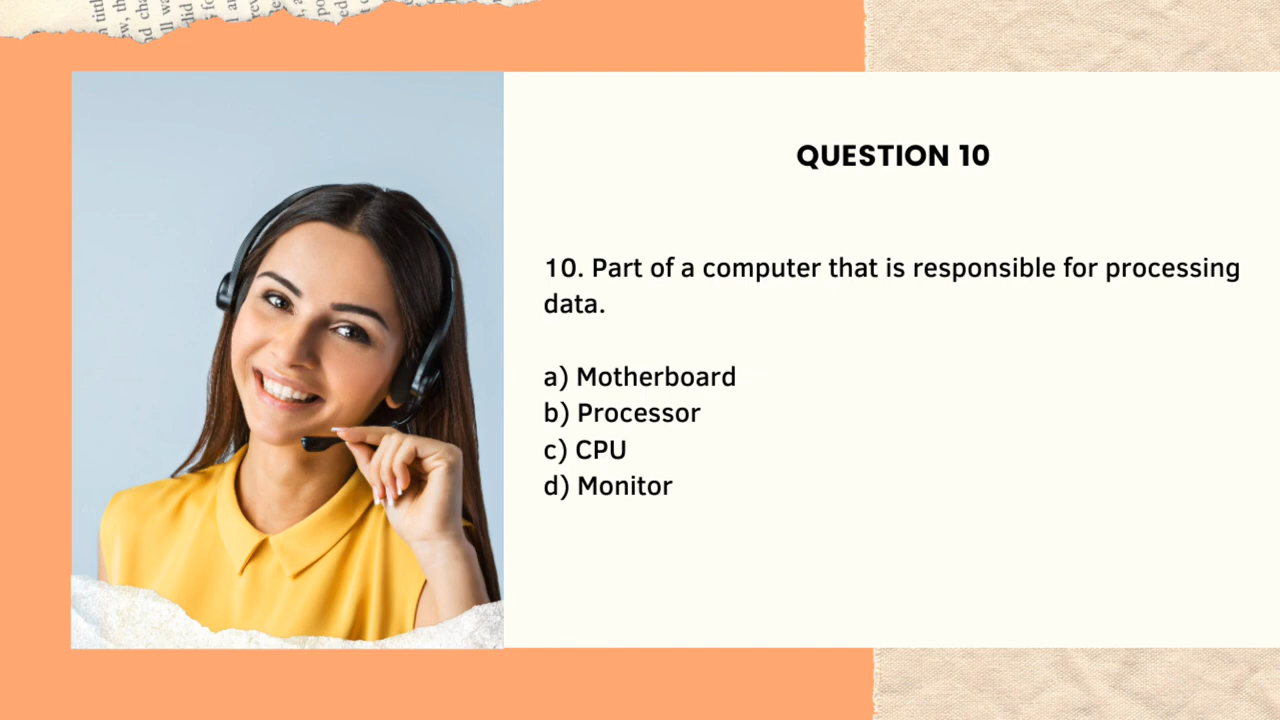 QUESTION 10
10. Part of a computer that is responsible for processing
data.
a) Motherboard
b) Processor
c) CPU
d) Monitor